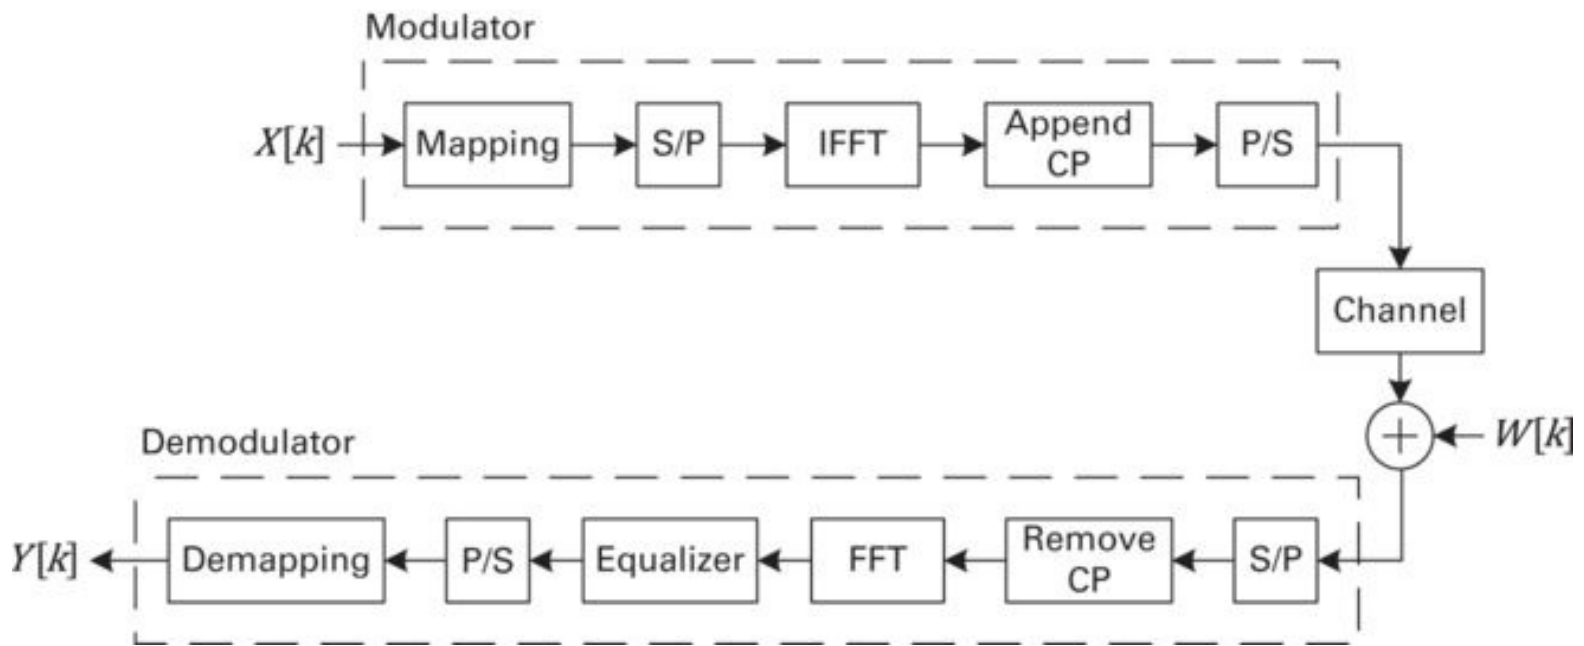 Modulator
X[k]
Mapping
S/P
IFFT
Append
CP
P/S
Channel
W[k]
Demodulator
Y[k]
Demapping
P/S
Equalizer
FFT
Remove
CP
S/P